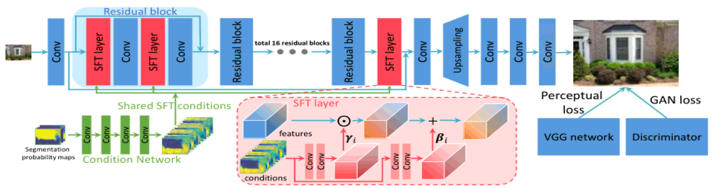 Residual block
Conv
SFT layer
Conv
SFT layer
Conv
Residual block
total 16 residual blocks
Residual block
SFT layer
Conv
Upsampling
Conv
Conv
Conv
Shared SFT conditions
Perceptual
loss
GAN loss
VGG network
Discriminator
Segmentation
probability maps
Conv
Conv
Conv
Conv
Condition Network
SFT layer
features
γi
+
βi
conditions
Conv
Conv
Conv
Conv